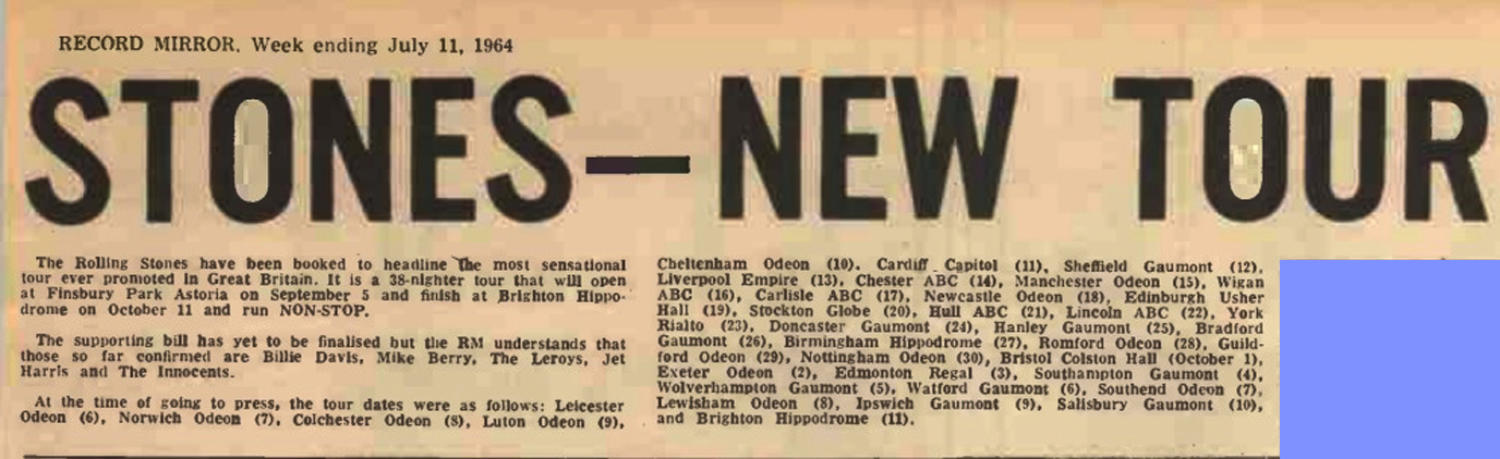 RECORD MIRROR, Week ending July 11, 1964
STONES—NEW TOUR
The Rolling Stones have been booked to headline the most sensational
tour ever promoted in Great Britain. It is a 38-nighter tour that will open
at Finsbury Park Astoria on September 5 and finish at Brighton Hippo-
drome on October 11 and run NON-STOP.
The supporting bill has yet to be finalised but the RM understands that
those so far confirmed are Billie Davis, Mike Berry, The Leroys, Jet
Harris and The Innocents.
At the time of going to press, the tour dates were as follows: Leicester
Odeon (6), Norwich Odeon (7), Colchester Odeon (8), Luton Odeon (9),
Cheltenham Odeon (10), Cardiff Capitol (11), Sheffield Gaumont (12),
Liverpool Empire (13), Chester ABC (14), Manchester Odeon (15), Wigan
ABC (16), Carlisle ABC (17), Newcastle Odeon (18), Edinburgh Usher
Hall (19), Stockton Globe (20), Hull ABC (21), Lincoln ABC (22), York
Rialto (23), Doncaster Gaumont (24), Hanley Gaumont (25), Bradford
Gaumont (26), Birmingham Hippodrome (27), Romford Odeon (28), Guild-
ford Odeon (29), Nottingham Odeon (30), Bristol Colston Hall (October 1),
Exeter Odeon (2), Edmonton Regal (3), Southampton Gaumont (4),
Wolverhampton Gaumont (5), Watford Gaumont (6), Southend Odeon (7),
Lewisham Odeon (8), Ipswich Gaumont (9), Salisbury Gaumont (10),
and Brighton Hippodrome (11).